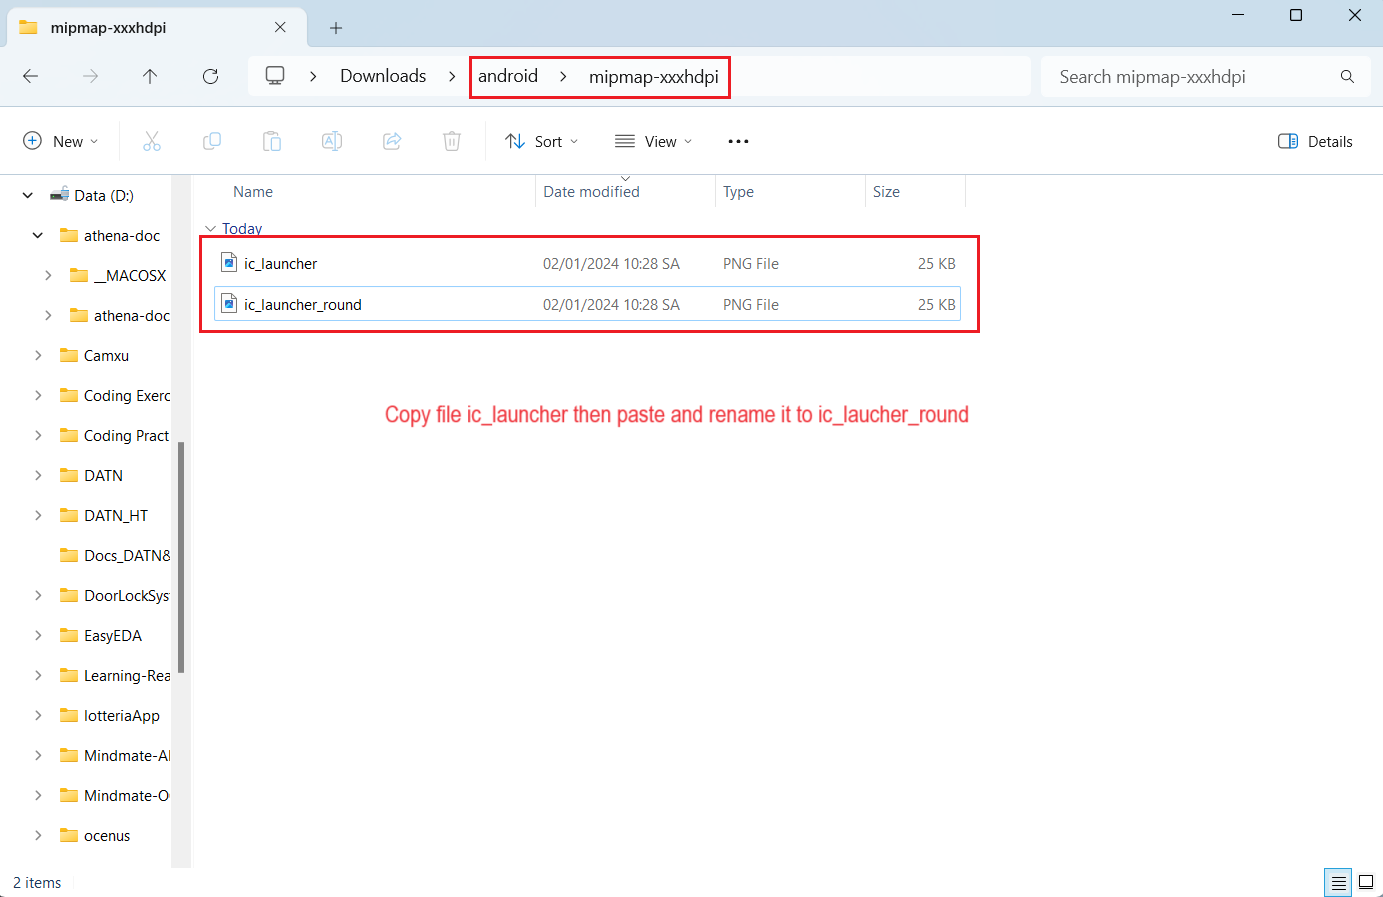 mipmap-xxxhdpi
Downloads
android
mipmap-xxxhdpi
Search mipmap-xxxhdpi
New
Sort
View
Details
Data (D:)
athena-doc
__MACOSX
athena-doc
Camxu
Coding Exerc
Coding Pract
DATN
DATN_HT
Docs_DATN&
DoorLockSys
EasyEDA
Learning-Rea
lotteriaApp
Mindmate-A
Mindmate-O
ocenus
Name Date modified Type Size
Today
ic_launcher 02/01/2024 10:28 SA PNG File 25 KB
ic_launcher_round 02/01/2024 10:28 SA PNG File 25 KB
Copy file ic_launcher then paste and rename it to ic_laucher_round
2 items